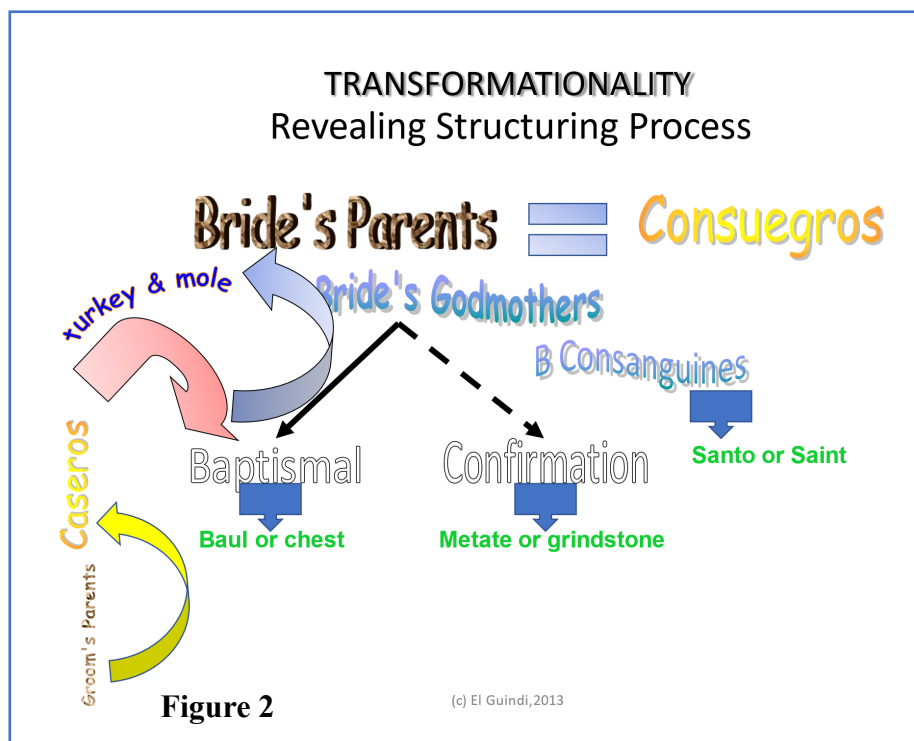 TRANSFORMATIONALITY
Revealing Structuring Process
Bride's Parents
Consuegros
turkey & mole
Bride's Godmothers
B Consanguines
Santo or Saint
Baptismal
Confirmation
Baul or chest
Metate or grindstone
Caseros
Groom's Parents
Figure 2
(c) El Guindi,2013